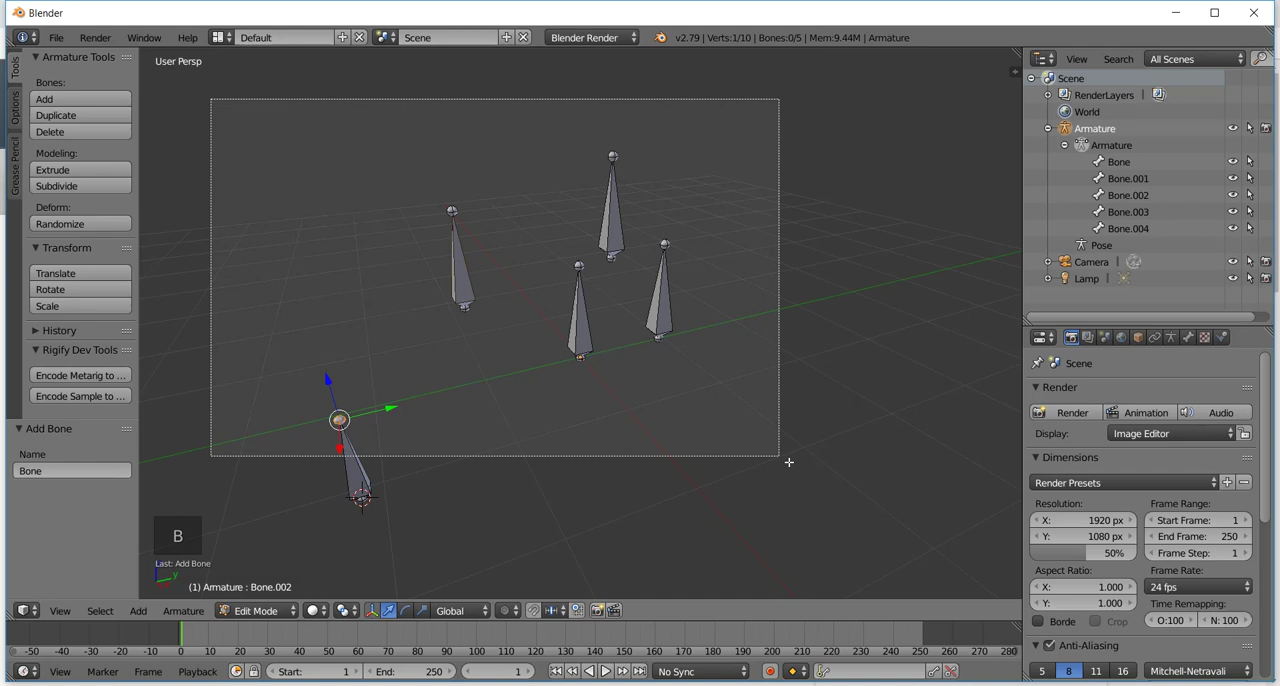 Blender
File Render Window Help Default Scene Blender Render v2.79 | Verts:1/10 | Bones:0/5 | Mem:9.44M | Armature
Tools
Options
Grease Pencil
Armature Tools
Bones:
Add
Duplicate
Delete
Modeling:
Extrude
Subdivide
Deform:
Randomize
Transform
Translate
Rotate
Scale
History
Rigify Dev Tools
Encode Metarig to ...
Encode Sample to ...
Add Bone
Name
Bone
User Persp
B
Last: Add Bone
y
(1) Armature : Bone.002
View Select Add Armature Edit Mode Global
-50 -40 -30 -20 -10 0 10 20 30 40 50 60 70 80 90 100 110 120 130 140 150 160 170 180 190 200 210 220 230 240 250 260 270 280
View Marker Frame Playback Start: 1 End: 250 1 No Sync
View Search All Scenes
Scene
RenderLayers |
World
Armature
Armature
Bone
Bone.001
Bone.002
Bone.003
Bone.004
Pose
Camera
Lamp
Scene
Render
Render Animation Audio
Display: Image Editor
Dimensions
Render Presets
Resolution: Frame Range:
X: 1920 px Start Frame: 1
Y: 1080 px End Frame: 250
50% Frame Step: 1
Aspect Ratio: Frame Rate:
X: 1.000 24 fps
Y: 1.000 Time Remapping:
Borde Crop O:100 N: 100
Anti-Aliasing
5 8 11 16 Mitchell-Netravali